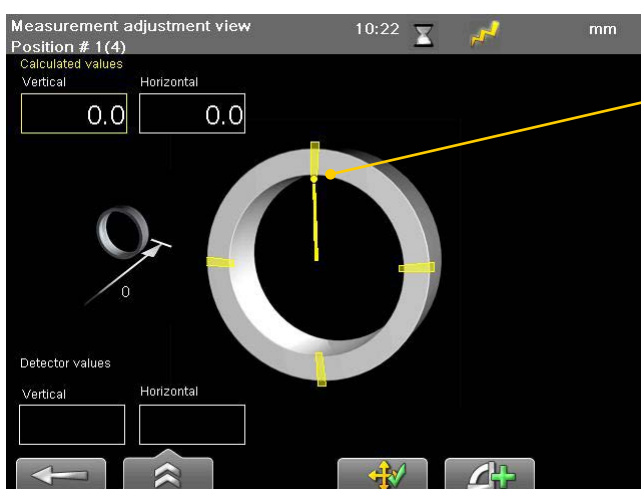 Measurement adjustment view 10:22 mm
Position # 1(4)
Calculated values
Vertical Horizontal
0.0 0.0
0
Detector values
Vertical Horizontal